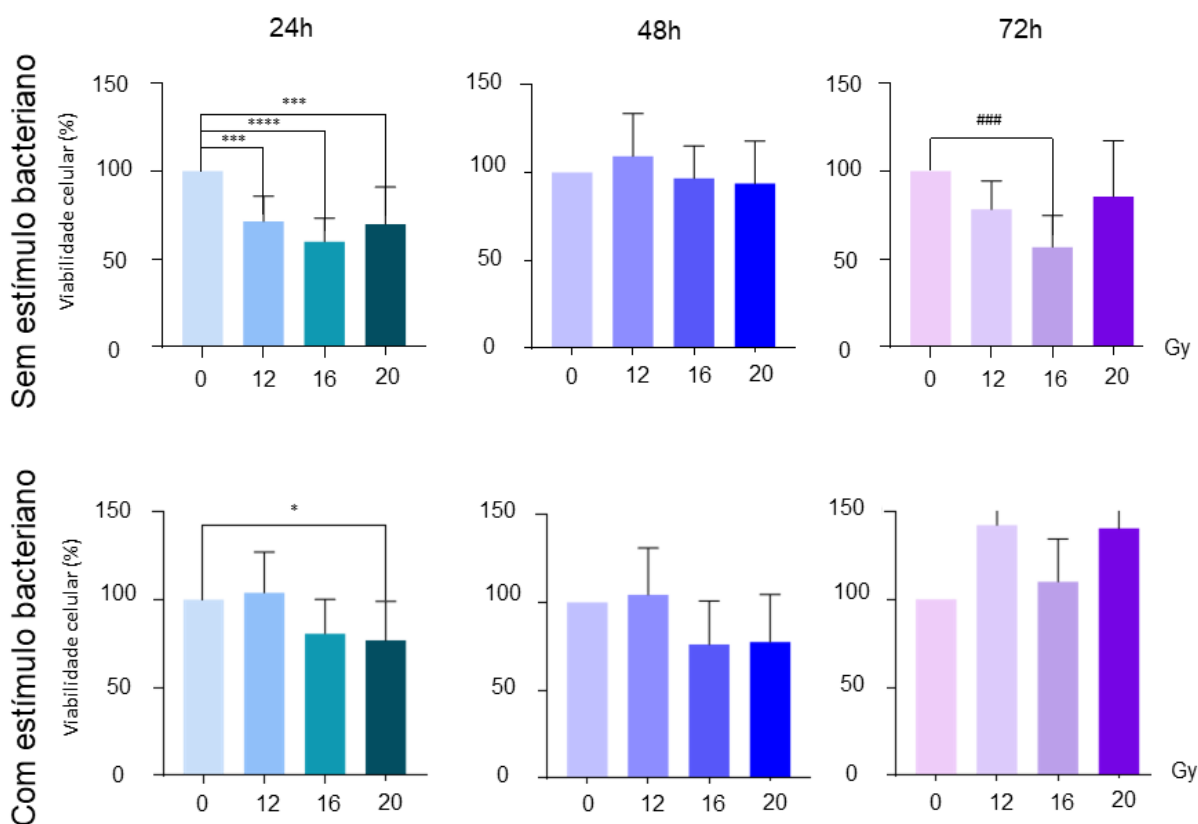 24h
48h
72h
Sem estímulo bacteriano
Viabilidade celular (%)
150
100
50
0
***
****
***
0 12 16 20
150
100
50
0
0 12 16 20
150
100
50
0
###
0 12 16 20
Gy
Com estímulo bacteriano
Viabilidade celular (%)
150
100
50
0
*
0 12 16 20
150
100
50
0
0 12 16 20
150
100
50
0
0 12 16 20
Gy